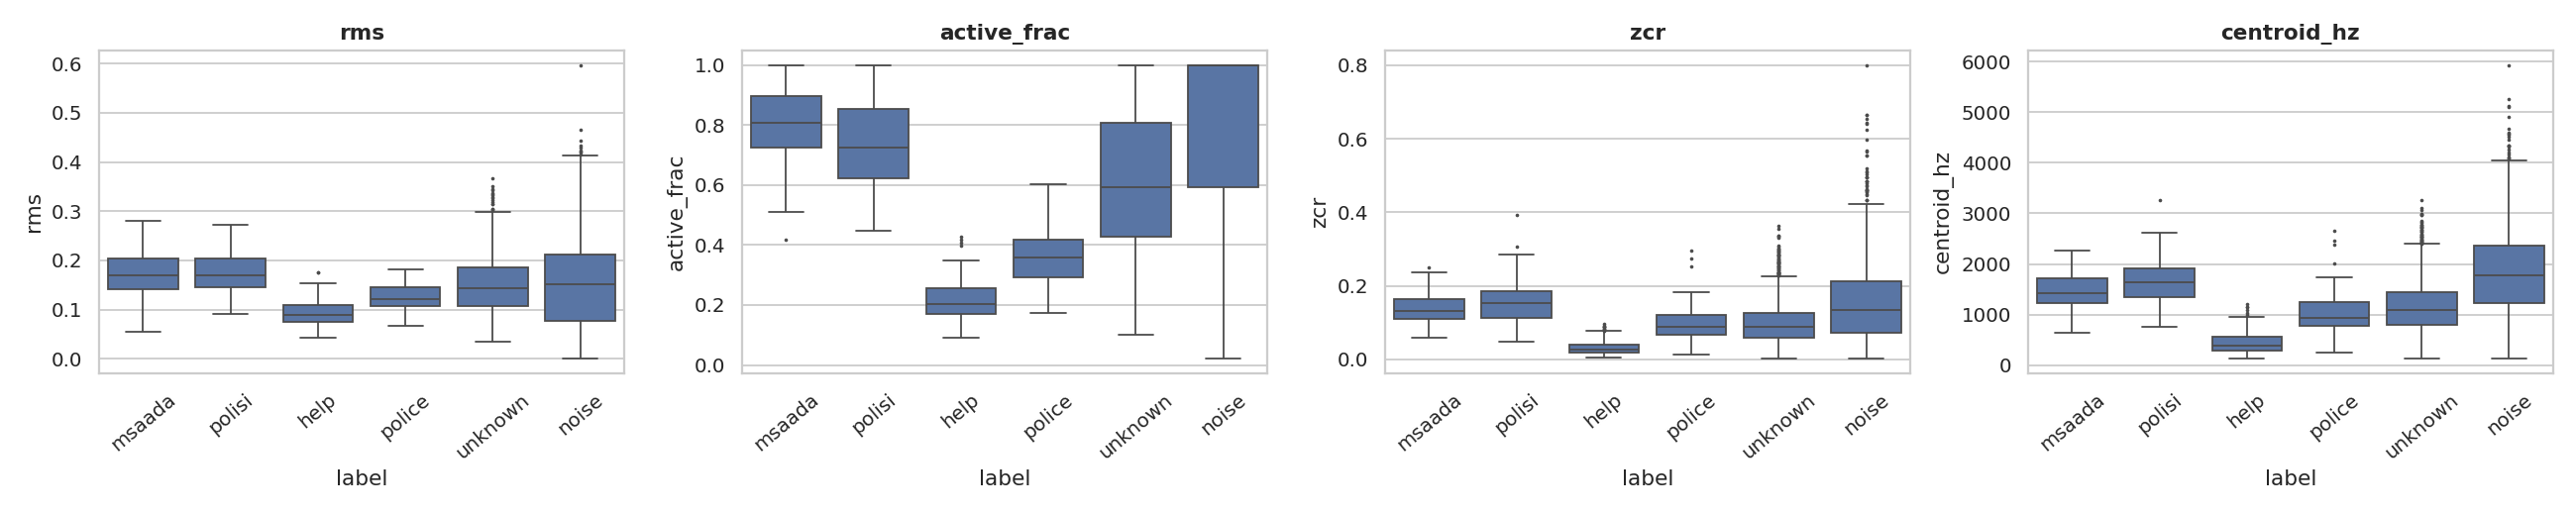 rms
rms
0.6
0.5
0.4
0.3
0.2
0.1
0.0
msaada
polisi
help
police
unknown
noise
label
active_frac
active_frac
1.0
0.8
0.6
0.4
0.2
0.0
msaada
polisi
help
police
unknown
noise
label
zcr
zcr
0.8
0.6
0.4
0.2
0.0
msaada
polisi
help
police
unknown
noise
label
centroid_hz
centroid_hz
6000
5000
4000
3000
2000
1000
0
msaada
polisi
help
police
unknown
noise
label